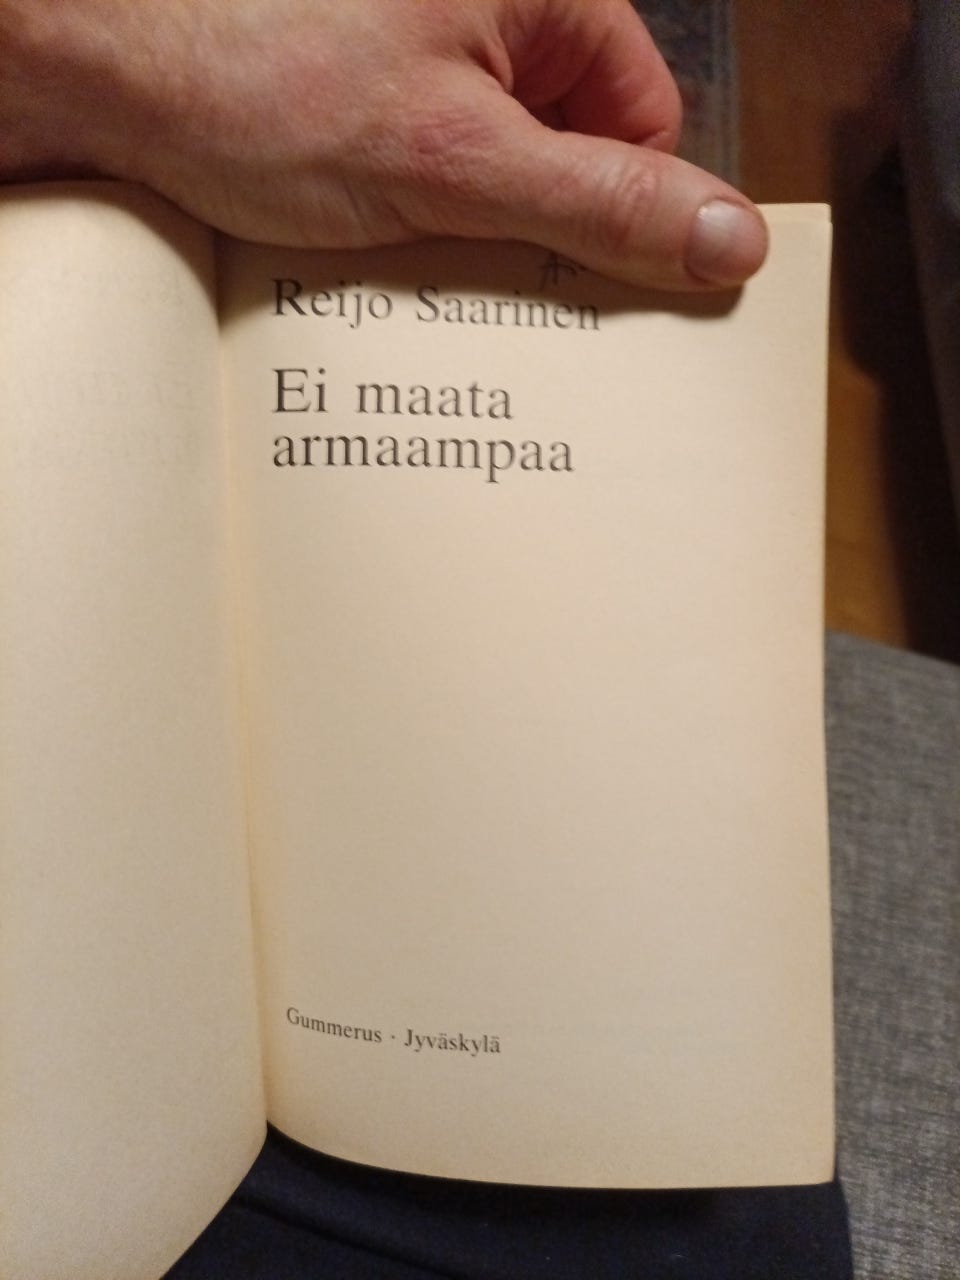 Reijo Saarinen
Ei maata
armaampaa
Gummerus · Jyväskylä